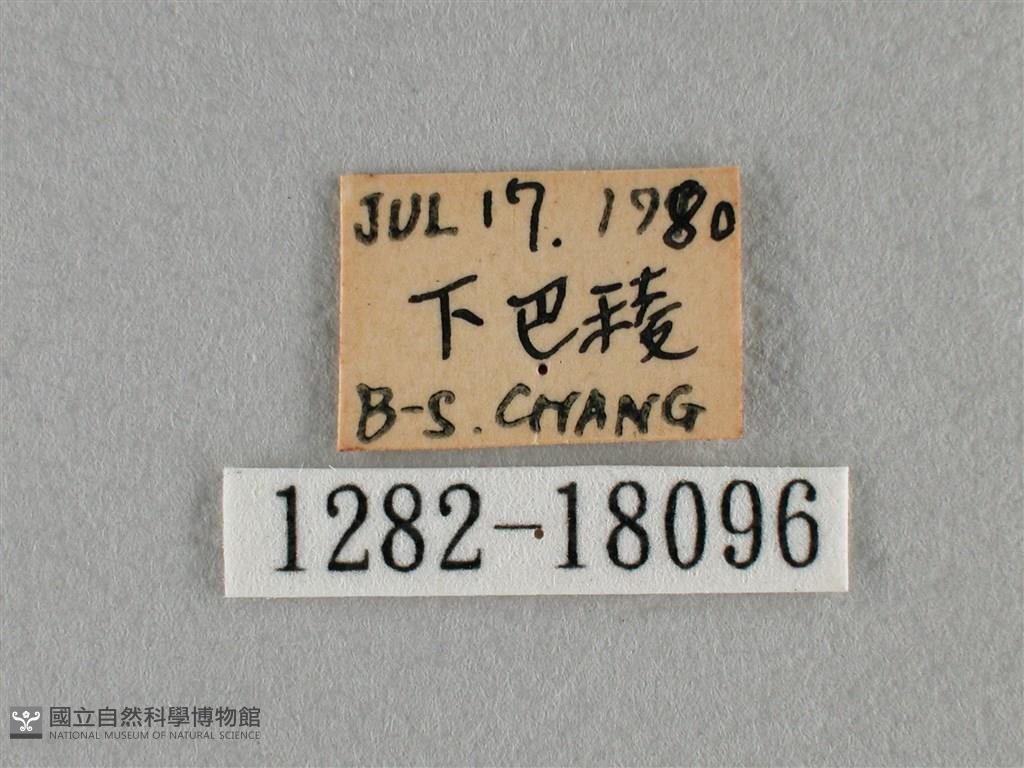 JUL 17. 1980
下巴稜
B-S. CHANG
1282-18096
國立自然科學博物館
NATIONAL MUSEUM OF NATURAL SCIENCE